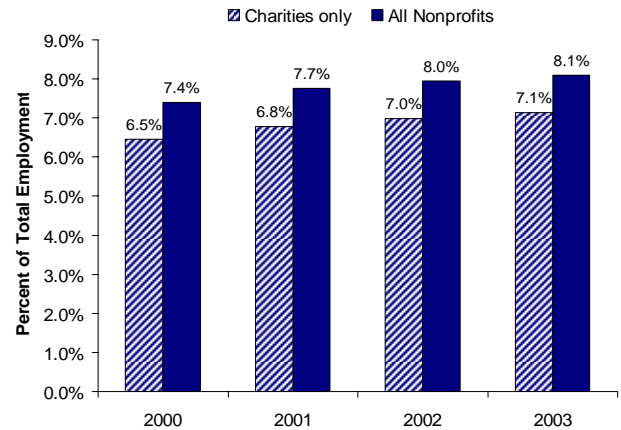 Charities only All Nonprofits
Percent of Total Employment
9.0%
8.0%
7.0%
6.0%
5.0%
4.0%
3.0%
2.0%
1.0%
0.0%
6.5% 7.4% 6.8% 7.7% 7.0% 8.0% 7.1% 8.1%
2000 2001 2002 2003